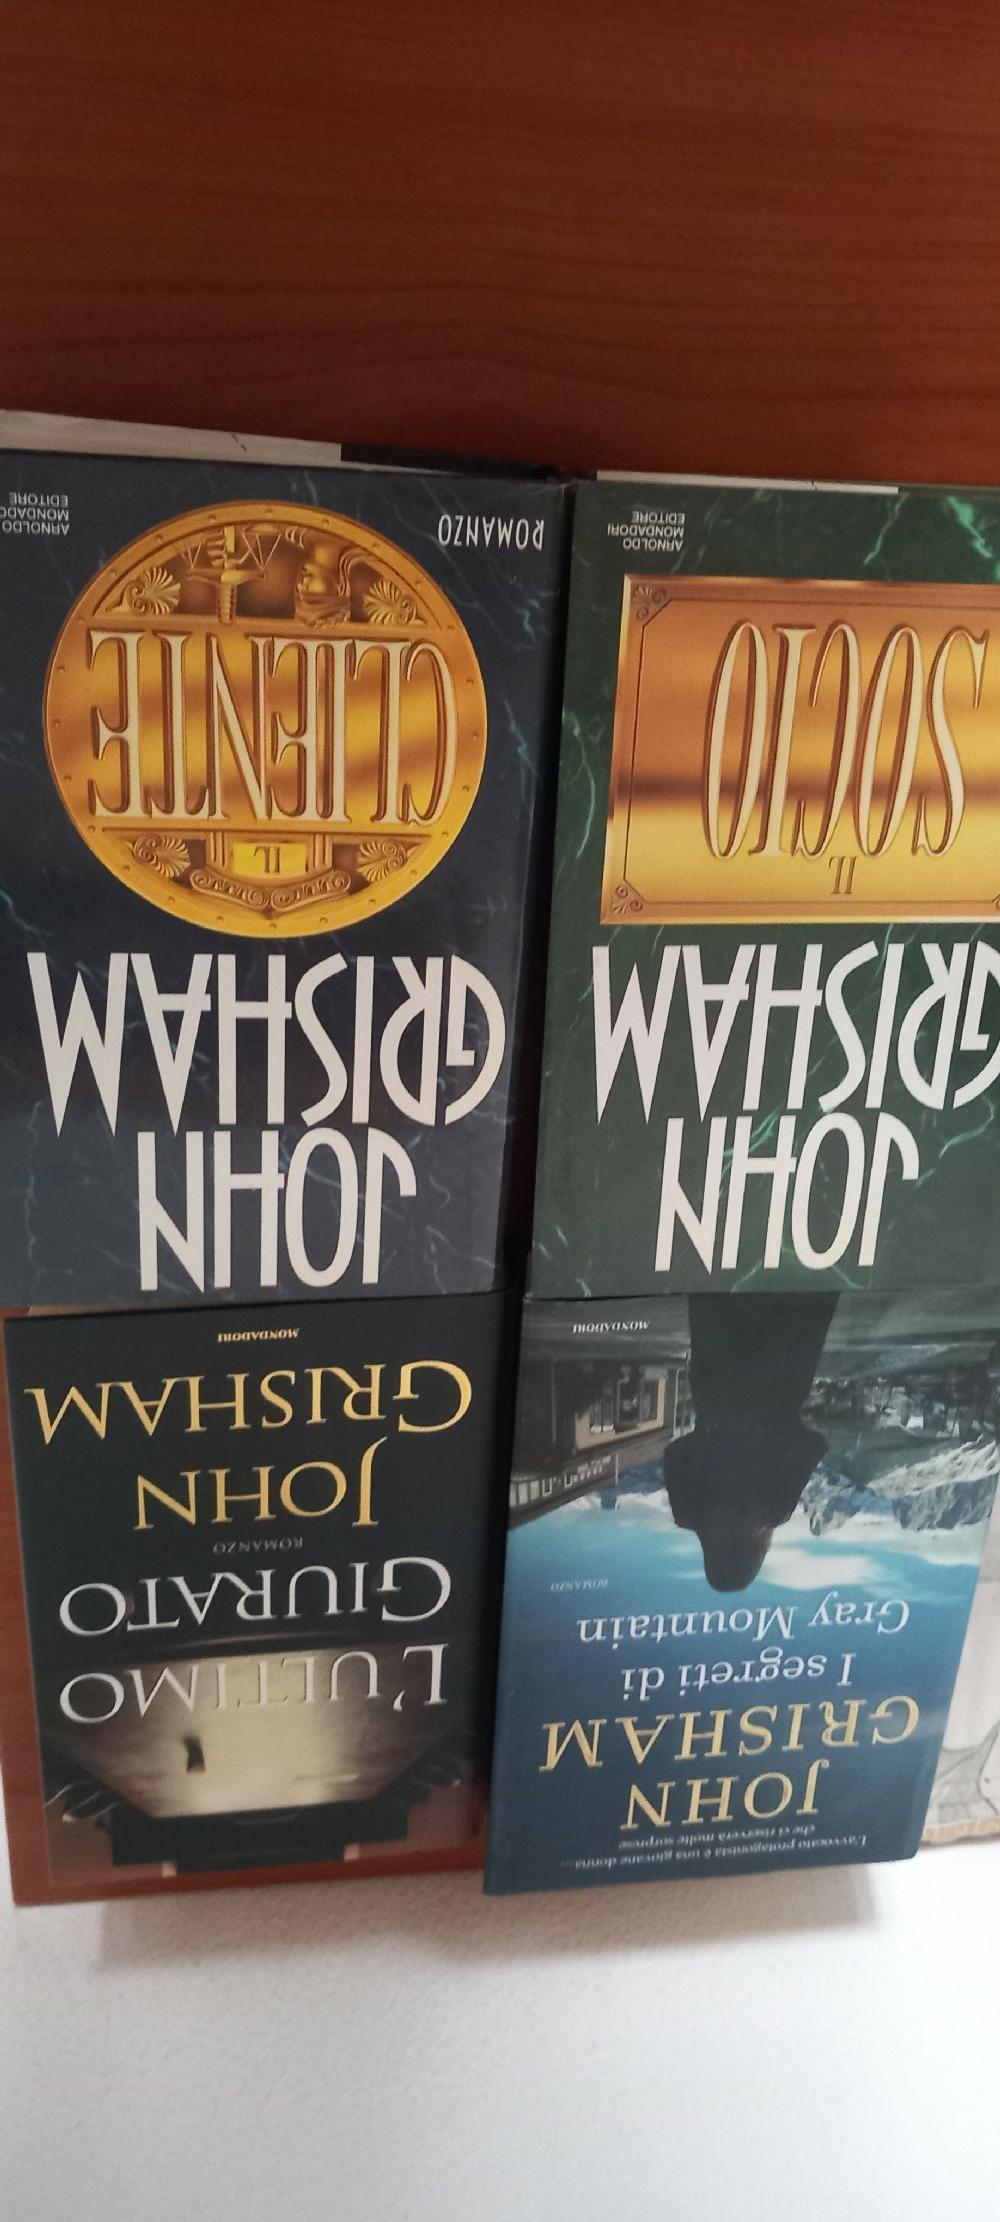 L'avvocato protagonista è una giovane donna...
che ci riserverà molte sorprese
JOHN
GRISHAM
I segreti di
Gray Mountain
ROMANZO
MONDADORI
L'ULTIMO
GIURATO
ROMANZO
JOHN
GRISHAM
MONDADORI
JOHN
GRISHAM
IL
SOCIO
ARNOLDO
MONDADORI
EDITORE
JOHN
GRISHAM
IL
CLIENTE
ROMANZO
ARNOLDO
MONDADO
EDITORE